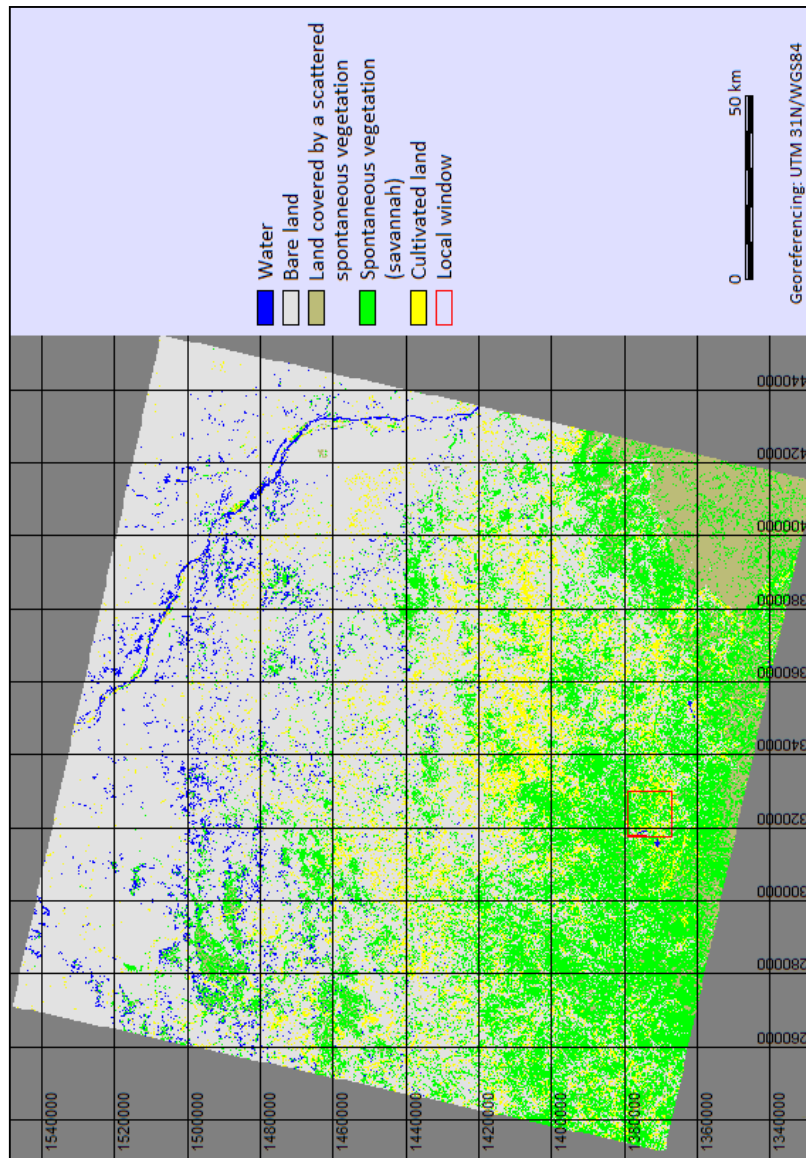 1540000
1520000
1500000
1480000
1460000
1440000
1420000
1400000
1380000
1360000
1340000
260000
280000
300000
320000
340000
360000
380000
400000
420000
440000
Water
Bare land
Land covered by a scattered
spontaneous vegetation
Spontaneous vegetation
(savannah)
Cultivated land
Local window
0 50 km
Georeferencing: UTM 31N/WGS84